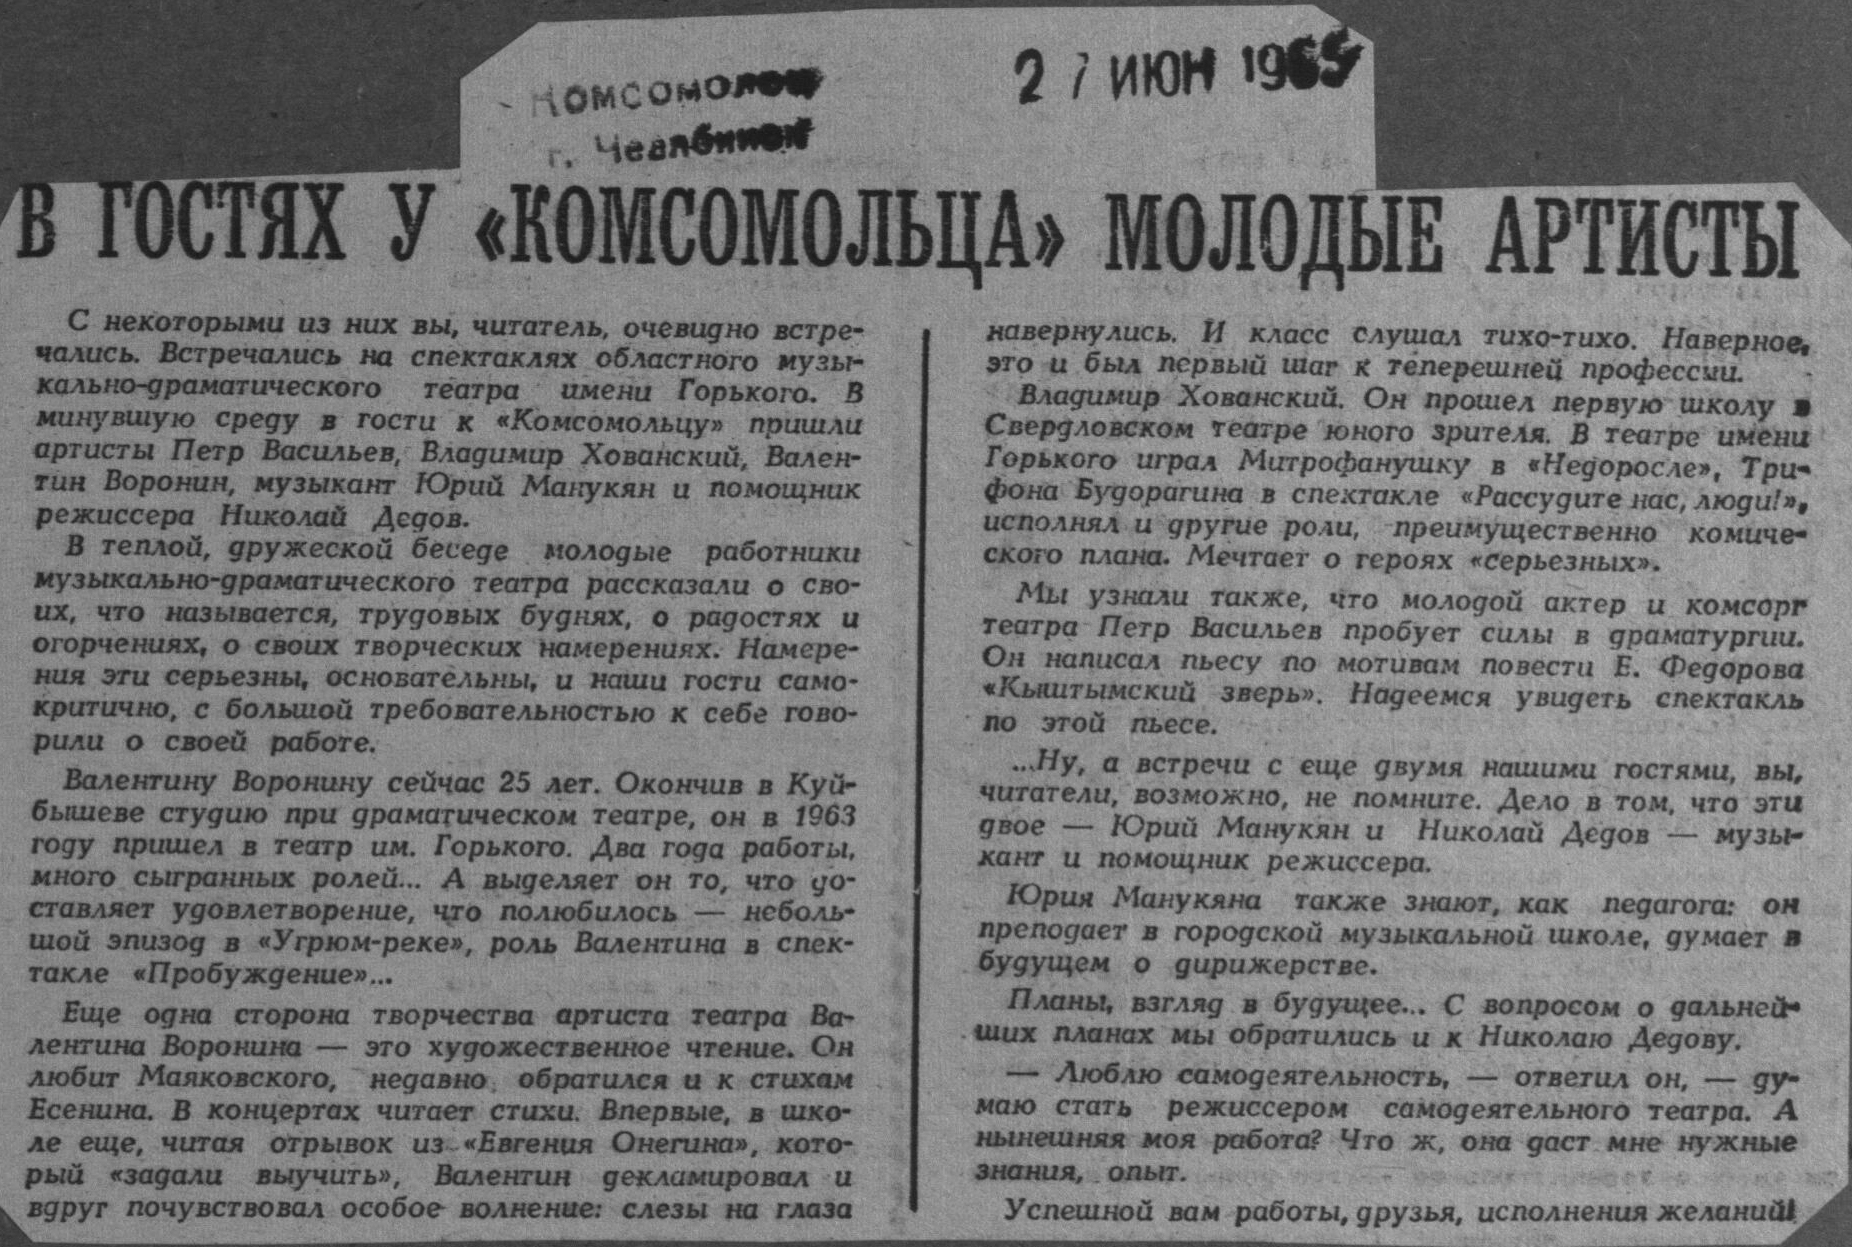 Комсомолец
г. Челябинск
27 ИЮН 1965
В ГОСТЯХ У «КОМСОМОЛЬЦА» МОЛОДЫЕ АРТИСТЫ
С некоторыми из них вы, читатель, очевидно встре-
чались. Встречались на спектаклях областного музы-
кально-драматического театра имени Горького. В
минувшую среду в гости к «Комсомольцу» пришли
артисты Петр Васильев, Владимир Хованский, Вален-
тин Воронин, музыкант Юрий Манукян и помощник
режиссера Николай Дедов.
В теплой, дружеской беседе молодые работники
музыкально-драматического театра рассказали о сво-
их, что называется, трудовых буднях, о радостях и
огорчениях, о своих творческих намерениях. Намере-
ния эти серьезны, основательны, и наши гости само-
критично, с большой требовательностью к себе гово-
рили о своей работе.
Валентину Воронину сейчас 25 лет. Окончив в Куй-
бышеве студию при драматическом театре, он в 1963
году пришел в театр им. Горького. Два года работы,
много сыгранных ролей... А выделяет он то, что до-
ставляет удовлетворение, что полюбилось — неболь-
шой эпизод в «Угрюм-реке», роль Валентина в спек-
такле «Пробуждение»...
Еще одна сторона творчества артиста театра Ва-
лентина Воронина — это художественное чтение. Он
любит Маяковского, недавно обратился и к стихам
Есенина. В концертах читает стихи. Впервые, в шко-
ле еще, читая отрывок из «Евгения Онегина», кото-
рый «задали выучить», Валентин декламировал и
вдруг почувствовал особое волнение: слезы на глаза
навернулись. И класс слушал тихо-тихо. Наверное,
это и был первый шаг к теперешней профессии.
Владимир Хованский. Он прошел первую школу в
Свердловском театре юного зрителя. В театре имени
Горького играл Митрофанушку в «Недоросле», Три-
фона Будорагина в спектакле «Рассудите нас, люди!»,
исполнял и другие роли, преимущественно комиче-
ского плана. Мечтает о героях «серьезных».
Мы узнали также, что молодой актер и комсорг
театра Петр Васильев пробует силы в драматургии.
Он написал пьесу по мотивам повести Е. Федорова
«Кыштымский зверь». Надеемся увидеть спектакль
по этой пьесе.
...Ну, а встречи с еще двумя нашими гостями, вы,
читатели, возможно, не помните. Дело в том, что эти
двое — Юрий Манукян и Николай Дедов — музы-
кант и помощник режиссера.
Юрия Манукяна также знают, как педагога: он
преподает в городской музыкальной школе, думает в
будущем о дирижерстве.
Планы, взгляд в будущее... С вопросом о дальней-
ших планах мы обратились и к Николаю Дедову.
— Люблю самодеятельность, — ответил он, — ду-
маю стать режиссером самодеятельного театра. А
нынешняя моя работа? Что ж, она даст мне нужные
знания, опыт.
Успешной вам работы, друзья, исполнения желаний!